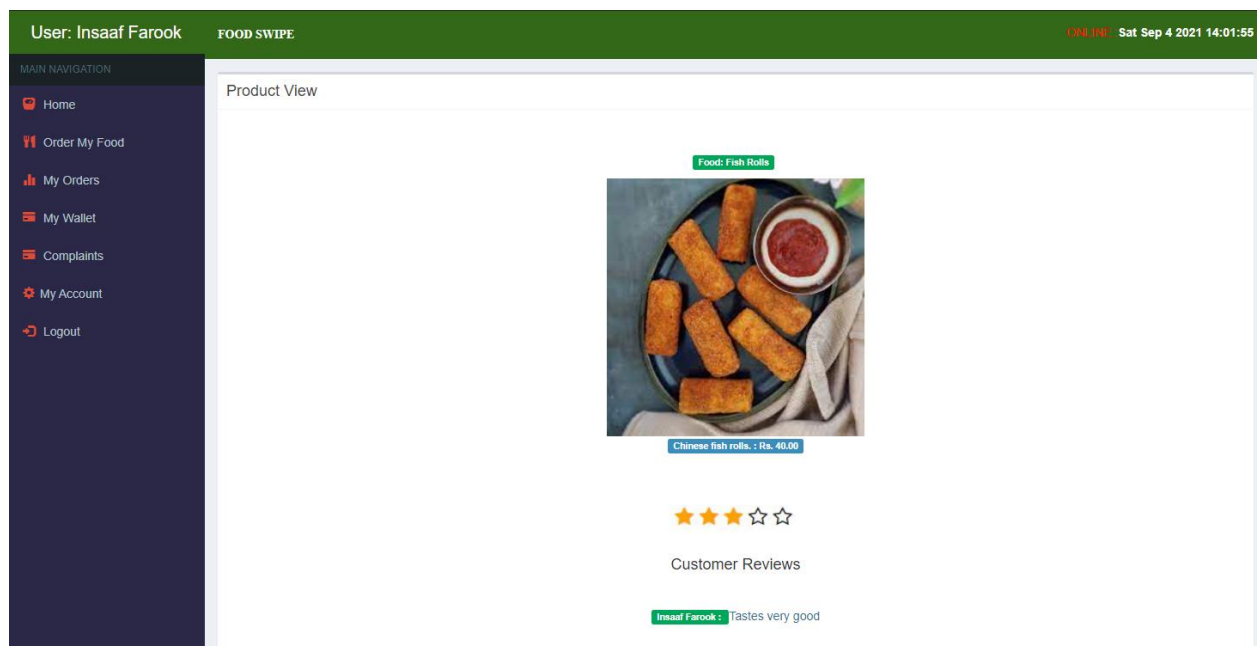 User: Insaaf Farook
FOOD SWIPE
ONLINE Sat Sep 4 2021 14:01:55
MAIN NAVIGATION
Home
Order My Food
My Orders
My Wallet
Complaints
My Account
Logout
Product View
Food: Fish Rolls
Chinese fish rolls. : Rs. 40.00
Customer Reviews
Insaaf Farook : Tastes very good